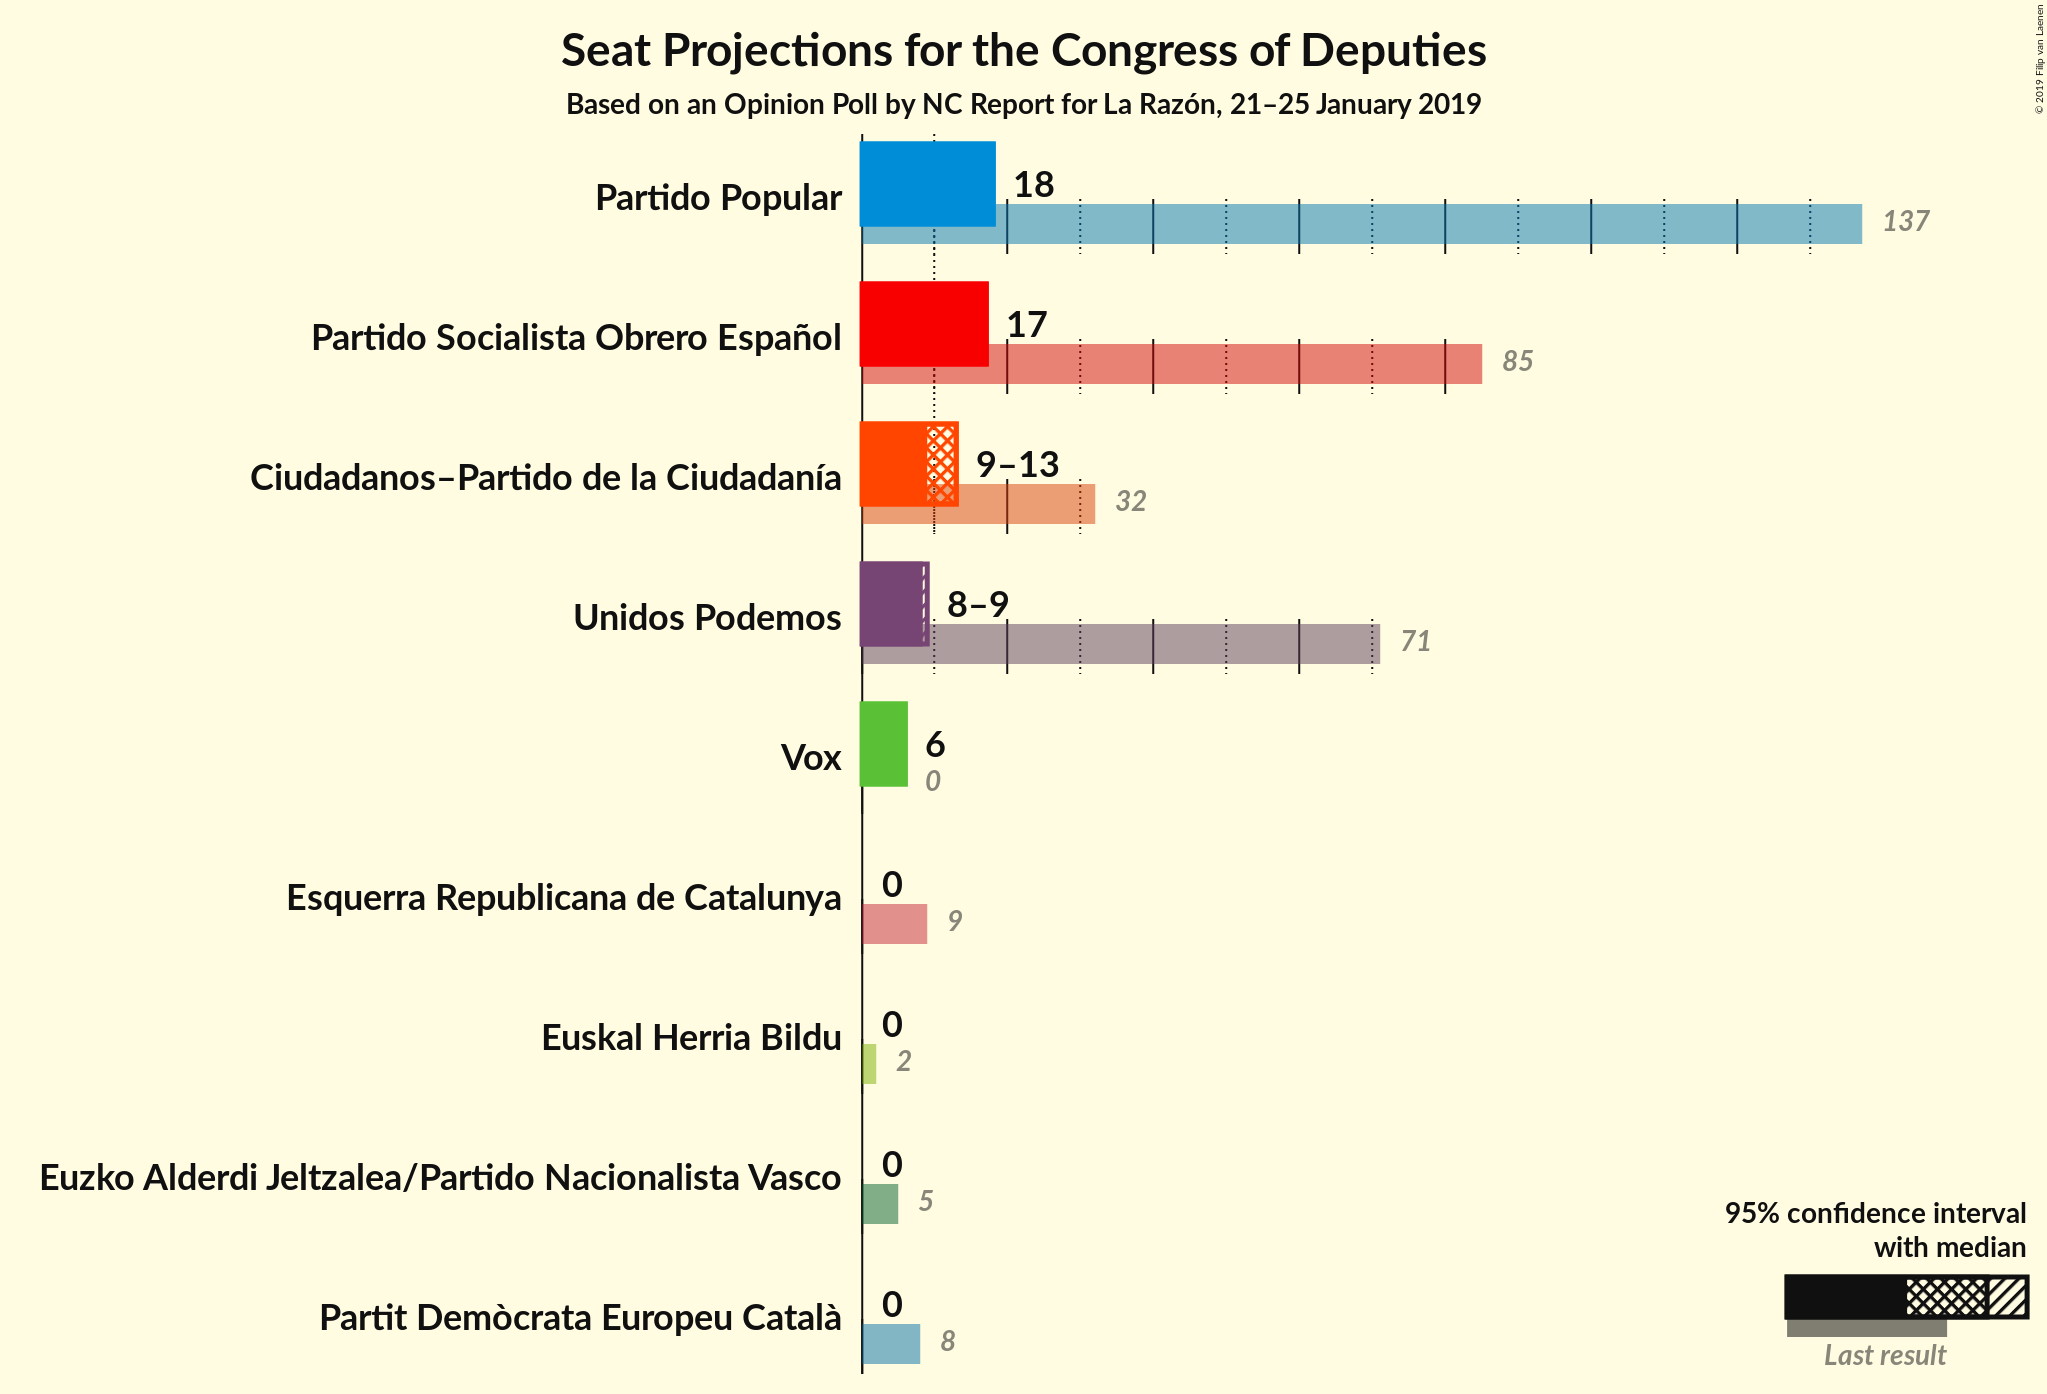 Seat Projections for the Congress of Deputies
Based on an Opinion Poll by NC Report for La Razón, 21–25 January 2019
© 2019 Filip van Laenen
Partido Popular
18
137
Partido Socialista Obrero Español
17
85
Ciudadanos–Partido de la Ciudadanía
9–13
32
Unidos Podemos
8–9
71
Vox
6
0
Esquerra Republicana de Catalunya
0
9
Euskal Herria Bildu
0
2
Euzko Alderdi Jeltzalea/Partido Nacionalista Vasco
0
5
Partit Demòcrata Europeu Català
0
8
95% confidence interval
with median
Last result